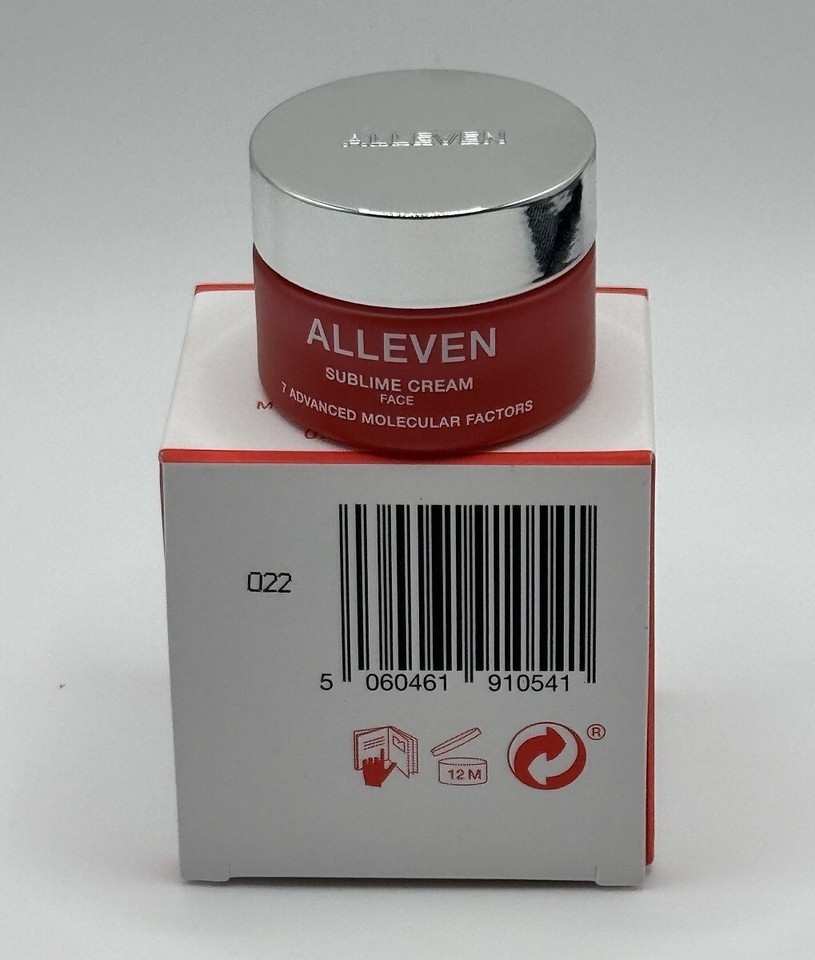 ALLEVEN
ALLEVEN
SUBLIME CREAM
FACE
7 ADVANCED MOLECULAR FACTORS
022
5 060461 910541
12 M
®